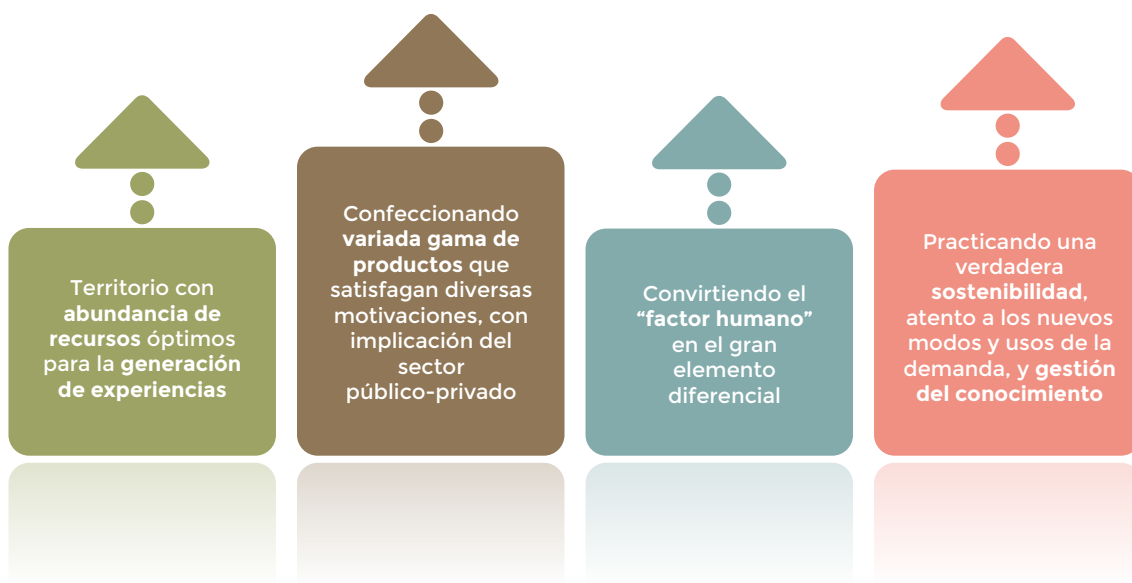 Territorio con
abundancia de
recursos óptimos
para la generación
de experiencias
Confeccionando
variada gama de
productos que
satisfagan diversas
motivaciones, con
implicación del
sector
público-privado
Convirtiendo el
“factor humano”
en el gran
elemento
diferencial
Practicando una
verdadera
sostenibilidad,
atento a los nuevos
modos y usos de la
demanda, y gestión
del conocimiento